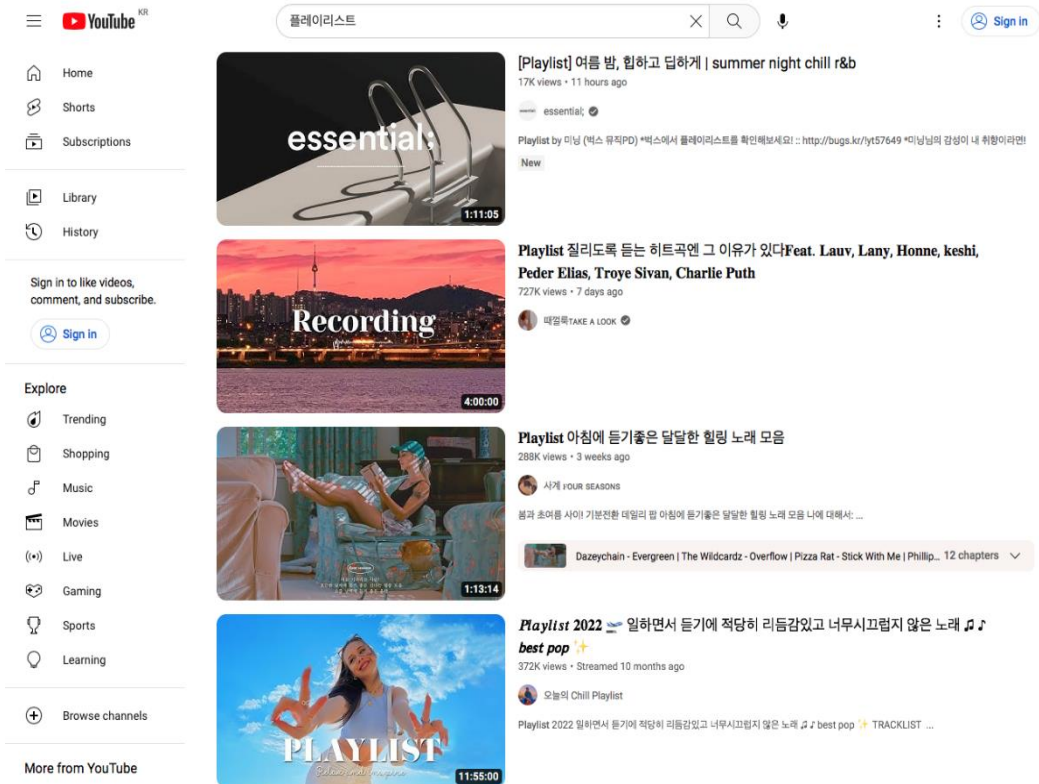 YouTube KR
플레이리스트
Sign in
Home
Shorts
Subscriptions
Library
History
Sign in to like videos,
comment, and subscribe.
Sign in
Explore
Trending
Shopping
Music
Movies
Live
Gaming
Sports
Learning
Browse channels
More from YouTube
essential;
1:11:05
[Playlist] 여름 밤, 힙하고 딥하게 | summer night chill r&b
17K views • 11 hours ago
essential;
Playlist by 미닝 (벅스 뮤직PD) *벅스에서 플레이리스트를 확인해보세요! :: http://bugs.kr/!yt57649 *미닝님의 감성이 내 취향이라면!
New
Recording
4:00:00
Playlist 질리도록 듣는 히트곡엔 그 이유가 있다Feat. Lauv, Lany, Honne, keshi,
Peder Elias, Troye Sivan, Charlie Puth
727K views • 7 days ago
때껄룩TAKE A LOOK
1:13:14
Playlist 아침에 듣기좋은 달달한 힐링 노래 모음
288K views • 3 weeks ago
사계 FOUR SEASONS
봄과 초여름 사이! 기분전환 데일리 팝 아침에 듣기좋은 달달한 힐링 노래 모음 나에 대해서: ...
Dazeychain - Evergreen | The Wildcardz - Overflow | Pizza Rat - Stick With Me | Phillip... 12 chapters
PLAYLIST
Relax and Imagine
11:55:00
Playlist 2022 🛫 일하면서 듣기에 적당히 리듬감있고 너무시끄럽지 않은 노래 🎵♪
best pop ✨
372K views • Streamed 10 months ago
오늘의 Chill Playlist
Playlist 2022 일하면서 듣기에 적당히 리듬감있고 너무시끄럽지 않은 노래 🎵♪ best pop ✨ TRACKLIST ...